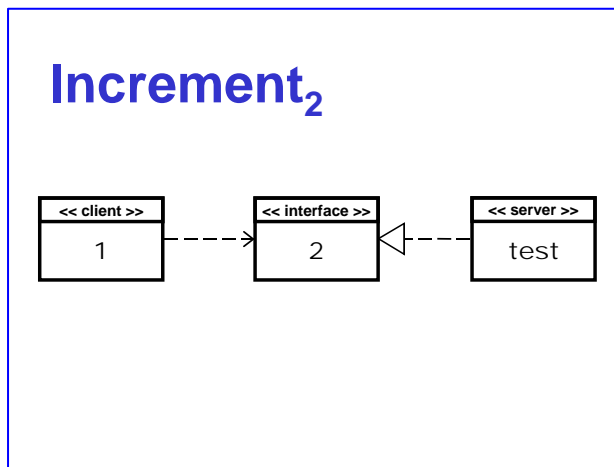 Increment₂
<< client >> << interface >> << server >>
1 2 test